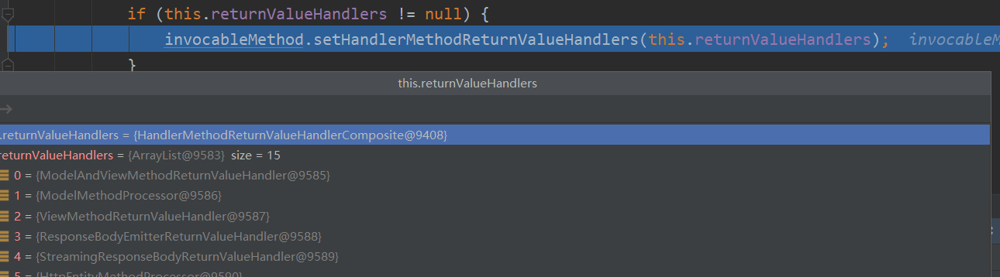 if (this.returnValueHandlers != null) {
invocableMethod.setHandlerMethodReturnValueHandlers(this.returnValueHandlers); invocableM
}
this.returnValueHandlers
.returnValueHandlers = {HandlerMethodReturnValueHandlerComposite@9408}
returnValueHandlers = {ArrayList@9583} size = 15
0 = {ModelAndViewMethodReturnValueHandler@9585}
1 = {ModelMethodProcessor@9586}
2 = {ViewMethodReturnValueHandler@9587}
3 = {ResponseBodyEmitterReturnValueHandler@9588}
4 = {StreamingResponseBodyReturnValueHandler@9589}
5 = {HttpEntityMethodProcessor@9590}